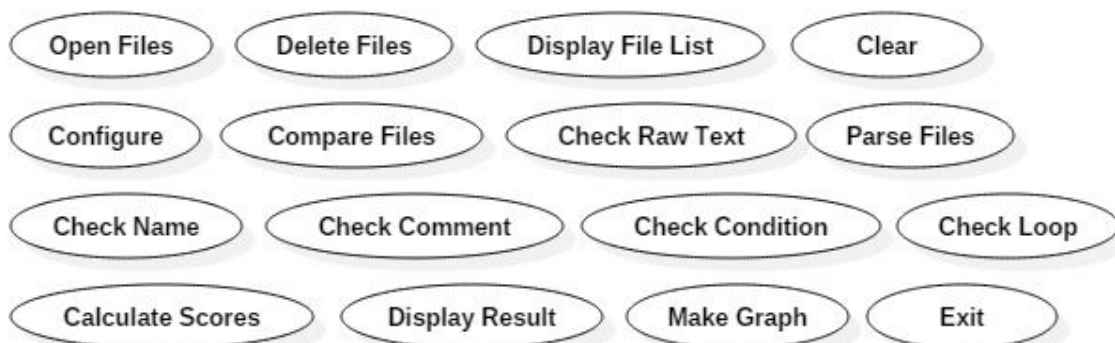 Open Files Delete Files Display File List Clear
Configure Compare Files Check Raw Text Parse Files
Check Name Check Comment Check Condition Check Loop
Calculate Scores Display Result Make Graph Exit